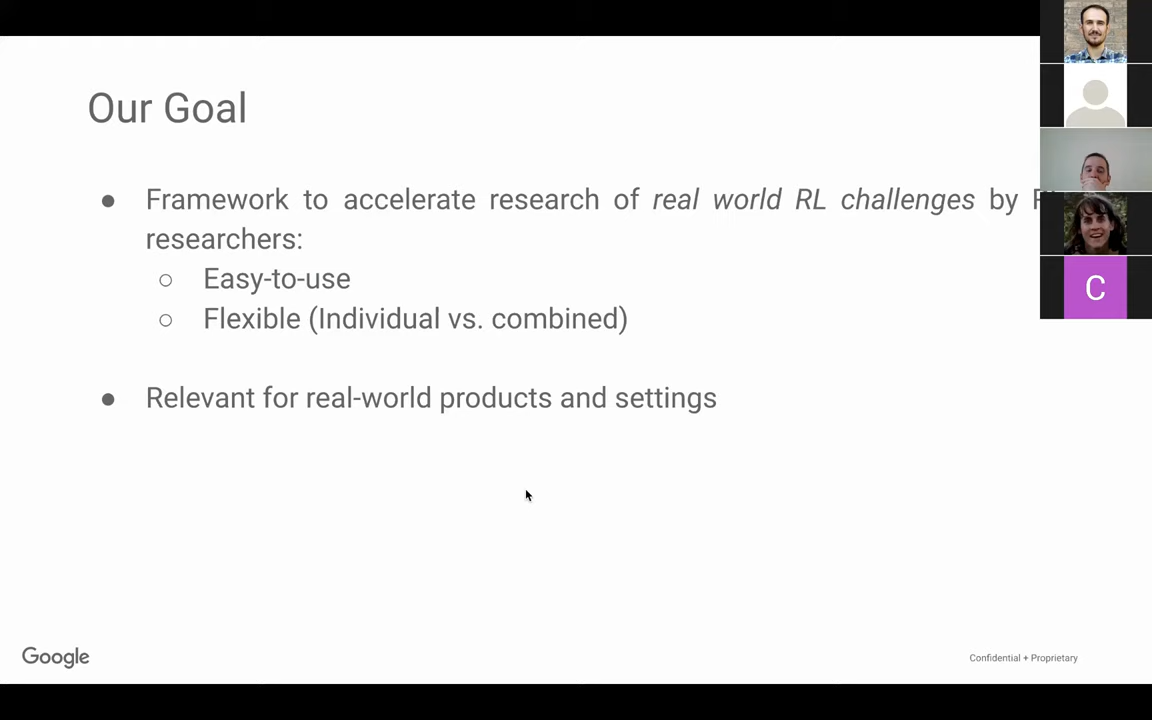 Our Goal
● Framework to accelerate research of real world RL challenges by
researchers:
○ Easy-to-use
○ Flexible (Individual vs. combined)
● Relevant for real-world products and settings
C
Google
Confidential + Proprietary